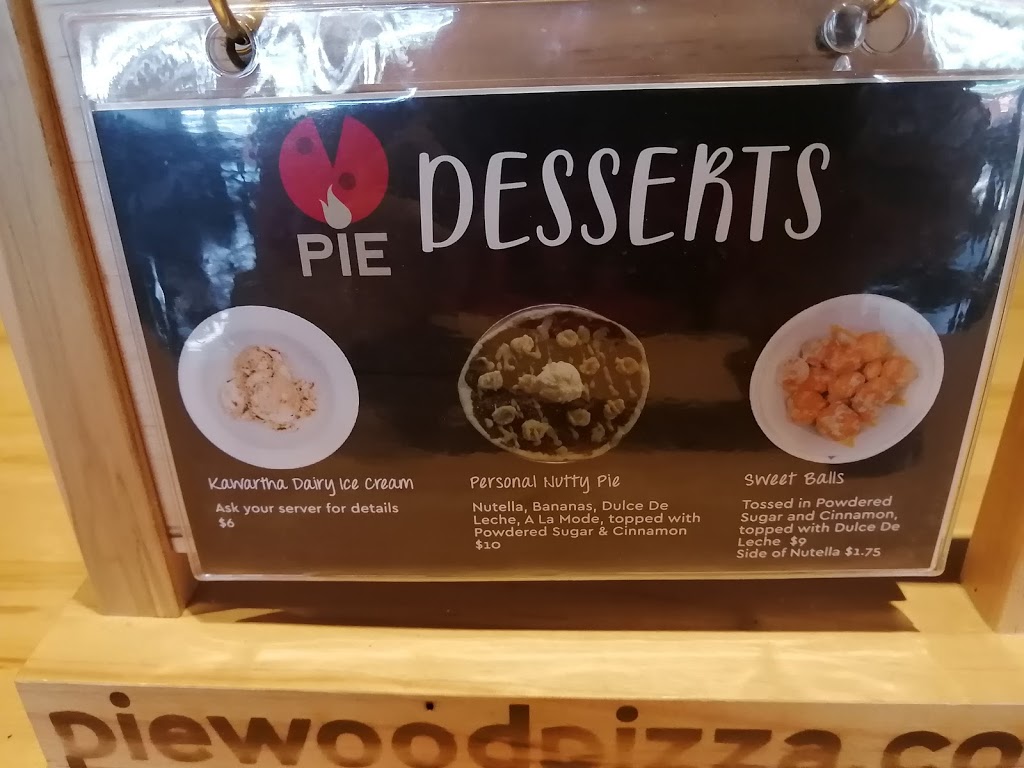 PIE
DESSERTS
Kawartha Dairy Ice Cream
Ask your server for details
$6
Personal Nutty Pie
Nutella, Bananas, Dulce De
Leche, A La Mode, topped with
Powdered Sugar & Cinnamon
$10
Sweet Balls
Tossed in Powdered
Sugar and Cinnamon,
topped with Dulce De
Leche $9
Side of Nutella $1.75
piewoodpizza.co